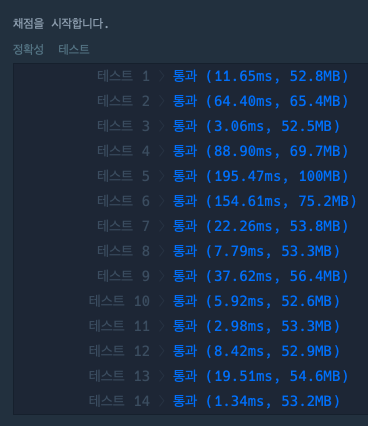 채점을 시작합니다.
정확성 테스트
테스트 1 〉 통과 (11.65ms, 52.8MB)
테스트 2 〉 통과 (64.40ms, 65.4MB)
테스트 3 〉 통과 (3.06ms, 52.5MB)
테스트 4 〉 통과 (88.90ms, 69.7MB)
테스트 5 〉 통과 (195.47ms, 100MB)
테스트 6 〉 통과 (154.61ms, 75.2MB)
테스트 7 〉 통과 (22.26ms, 53.8MB)
테스트 8 〉 통과 (7.79ms, 53.3MB)
테스트 9 〉 통과 (37.62ms, 56.4MB)
테스트 10 〉 통과 (5.92ms, 52.6MB)
테스트 11 〉 통과 (2.98ms, 53.3MB)
테스트 12 〉 통과 (8.42ms, 52.9MB)
테스트 13 〉 통과 (19.51ms, 54.6MB)
테스트 14 〉 통과 (1.34ms, 53.2MB)